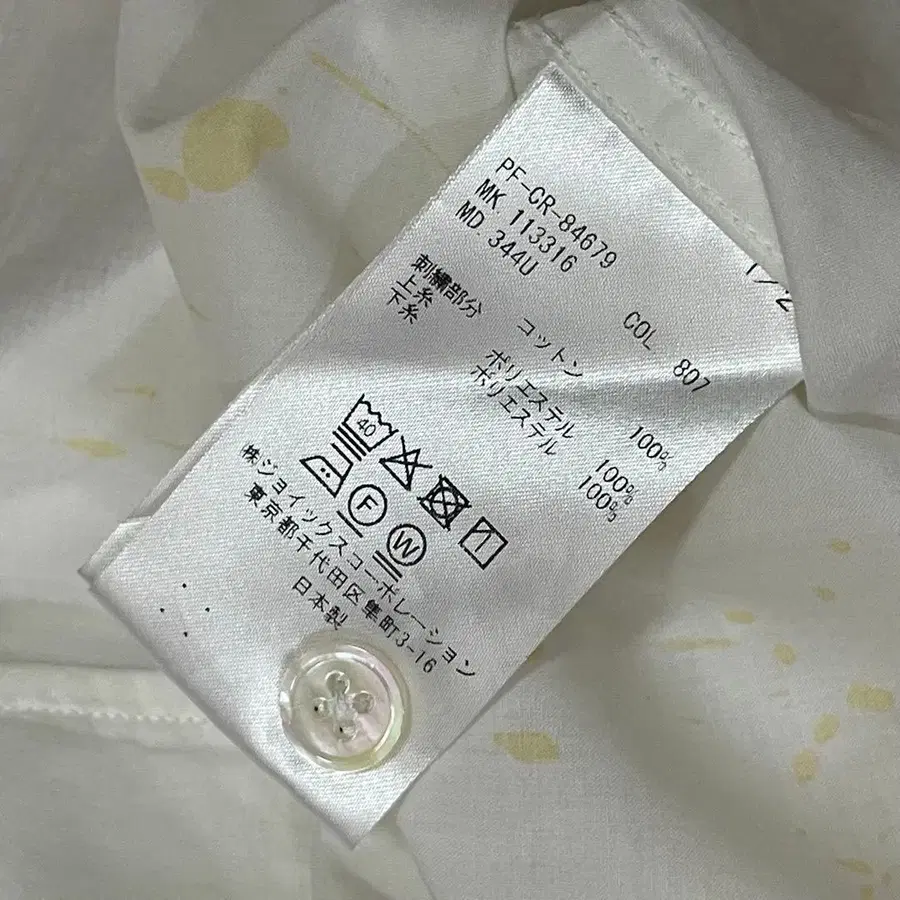 1/2
PF-CR-84679
MK. 113316
MD. 344U COL 807
コットン 100%
刺繍部分
上糸 ポリエステル 100%
下糸 ポリエステル 100%
40
F W
株ジョイックスコーポレーション
東京都千代田区隼町3-16
日本製